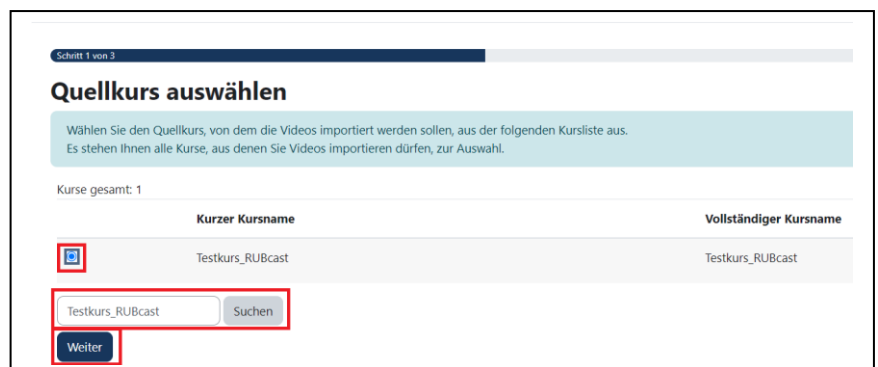 Schritt 1 von 3
Quellkurs auswählen
Wählen Sie den Quellkurs, von dem die Videos importiert werden sollen, aus der folgenden Kursliste aus.
Es stehen Ihnen alle Kurse, aus denen Sie Videos importieren dürfen, zur Auswahl.
Kurse gesamt: 1
Kurzer Kursname Vollständiger Kursname
Testkurs_RUBcast Testkurs_RUBcast
Testkurs_RUBcast Suchen
Weiter